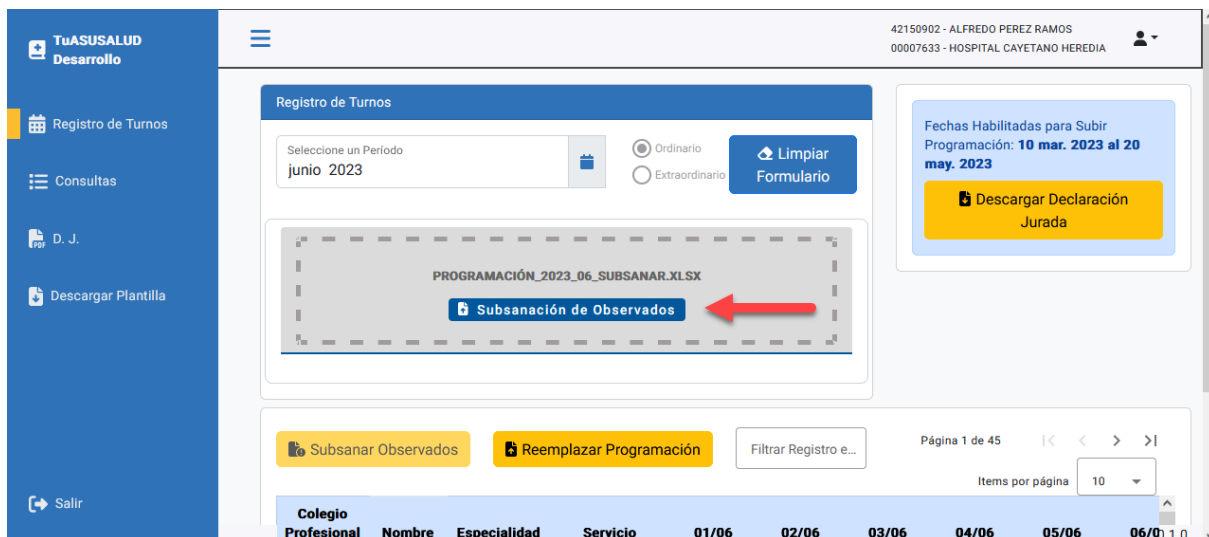 TuASUSALUD
Desarrollo
42150902 - ALFREDO PEREZ RAMOS
00007633 - HOSPITAL CAYETANO HEREDIA
Registro de Turnos
Consultas
PDF D. J.
Descargar Plantilla
Salir
Registro de Turnos
Seleccione un Período
junio 2023
Ordinario
Extraordinario
Limpiar
Formulario
Fechas Habilitadas para Subir
Programación: 10 mar. 2023 al 20
may. 2023
Descargar Declaración
Jurada
PROGRAMACIÓN_2023_06_SUBSANAR.XLSX
Subsanación de Observados
Subsanar Observados
Reemplazar Programación
Filtrar Registro e...
Página 1 de 45
Items por página 10
Colegio
Profesional Nombre Especialidad Servicio 01/06 02/06 03/06 04/06 05/06 06/0